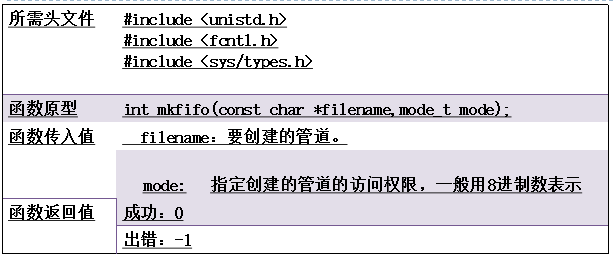 所需头文件 #include <unistd.h>
#include <fcntl.h>
#include <sys/types.h>
函数原型 int mkfifo(const char *filename,mode_t mode);
函数传入值 filename：要创建的管道。
mode: 指定创建的管道的访问权限，一般用8进制数表示
函数返回值 成功：0
出错：-1